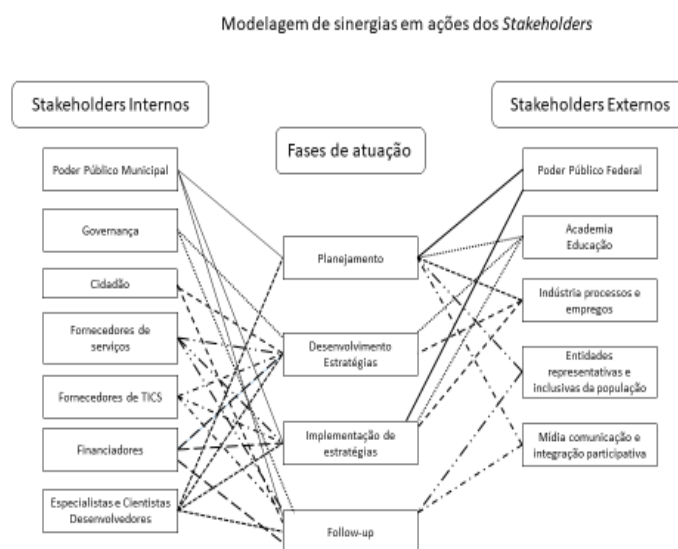 Modelagem de sinergias em ações dos Stakeholders
Stakeholders Internos
Poder Público Municipal
Governança
Cidadão
Fornecedores de
serviços
Fornecedores de TICS
Financiadores
Especialistas e Cientistas
Desenvolvedores
Fases de atuação
Planejamento
Desenvolvimento
Estratégias
Implementação de
estratégias
Follow-up
Stakeholders Externos
Poder Público Federal
Academia
Educação
Indústria processos e
empregos
Entidades
representativas e
inclusivas da população
Mídia comunicação e
integração participativa